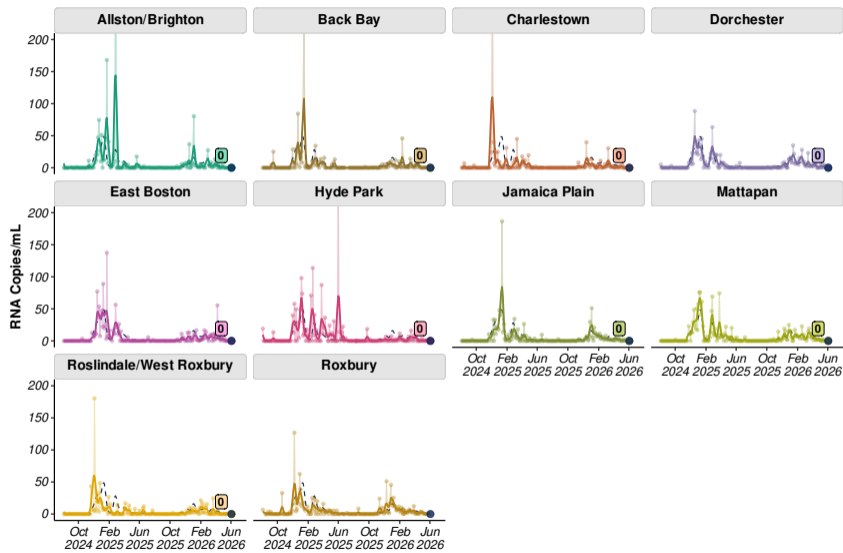 Allston/Brighton Back Bay Charlestown Dorchester
200
150
100
50
0
0 0 0 0
East Boston Hyde Park Jamaica Plain Mattapan
RNA Copies/mL
200
150
100
50
0
0 0 0 0
Oct Feb Jun Oct Feb Jun Oct Feb Jun Oct Feb Jun
2024 2025 2025 2025 2026 2026 2024 2025 2025 2025 2026 2026
Roslindale/West Roxbury Roxbury
200
150
100
50
0
0
Oct Feb Jun Oct Feb Jun Oct Feb Jun Oct Feb Jun
2024 2025 2025 2025 2026 2026 2024 2025 2025 2025 2026 2026